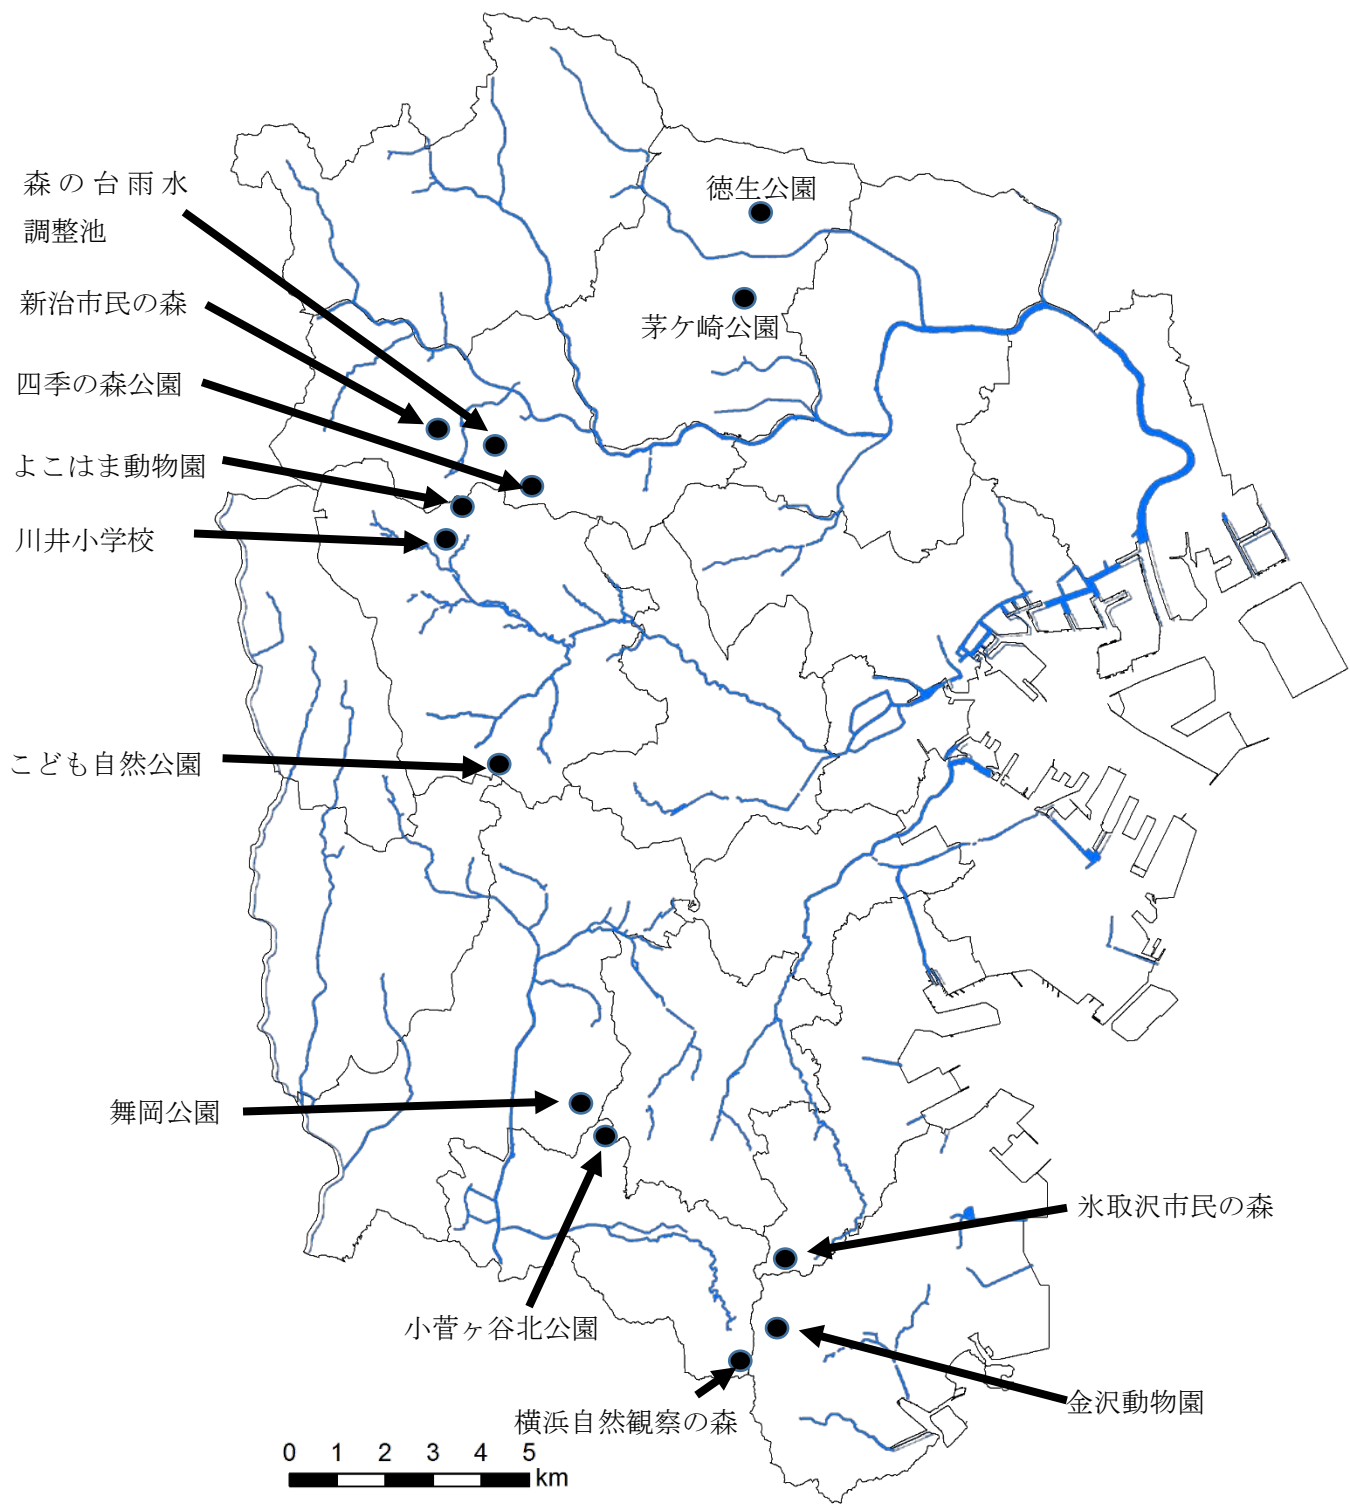 徳生公園
森の台雨水
調整池
茅ケ崎公園
新治市民の森
四季の森公園
よこはま動物園
川井小学校
こども自然公園
舞岡公園
氷取沢市民の森
小菅ヶ谷北公園
金沢動物園
横浜自然観察の森
0 1 2 3 4 5
km